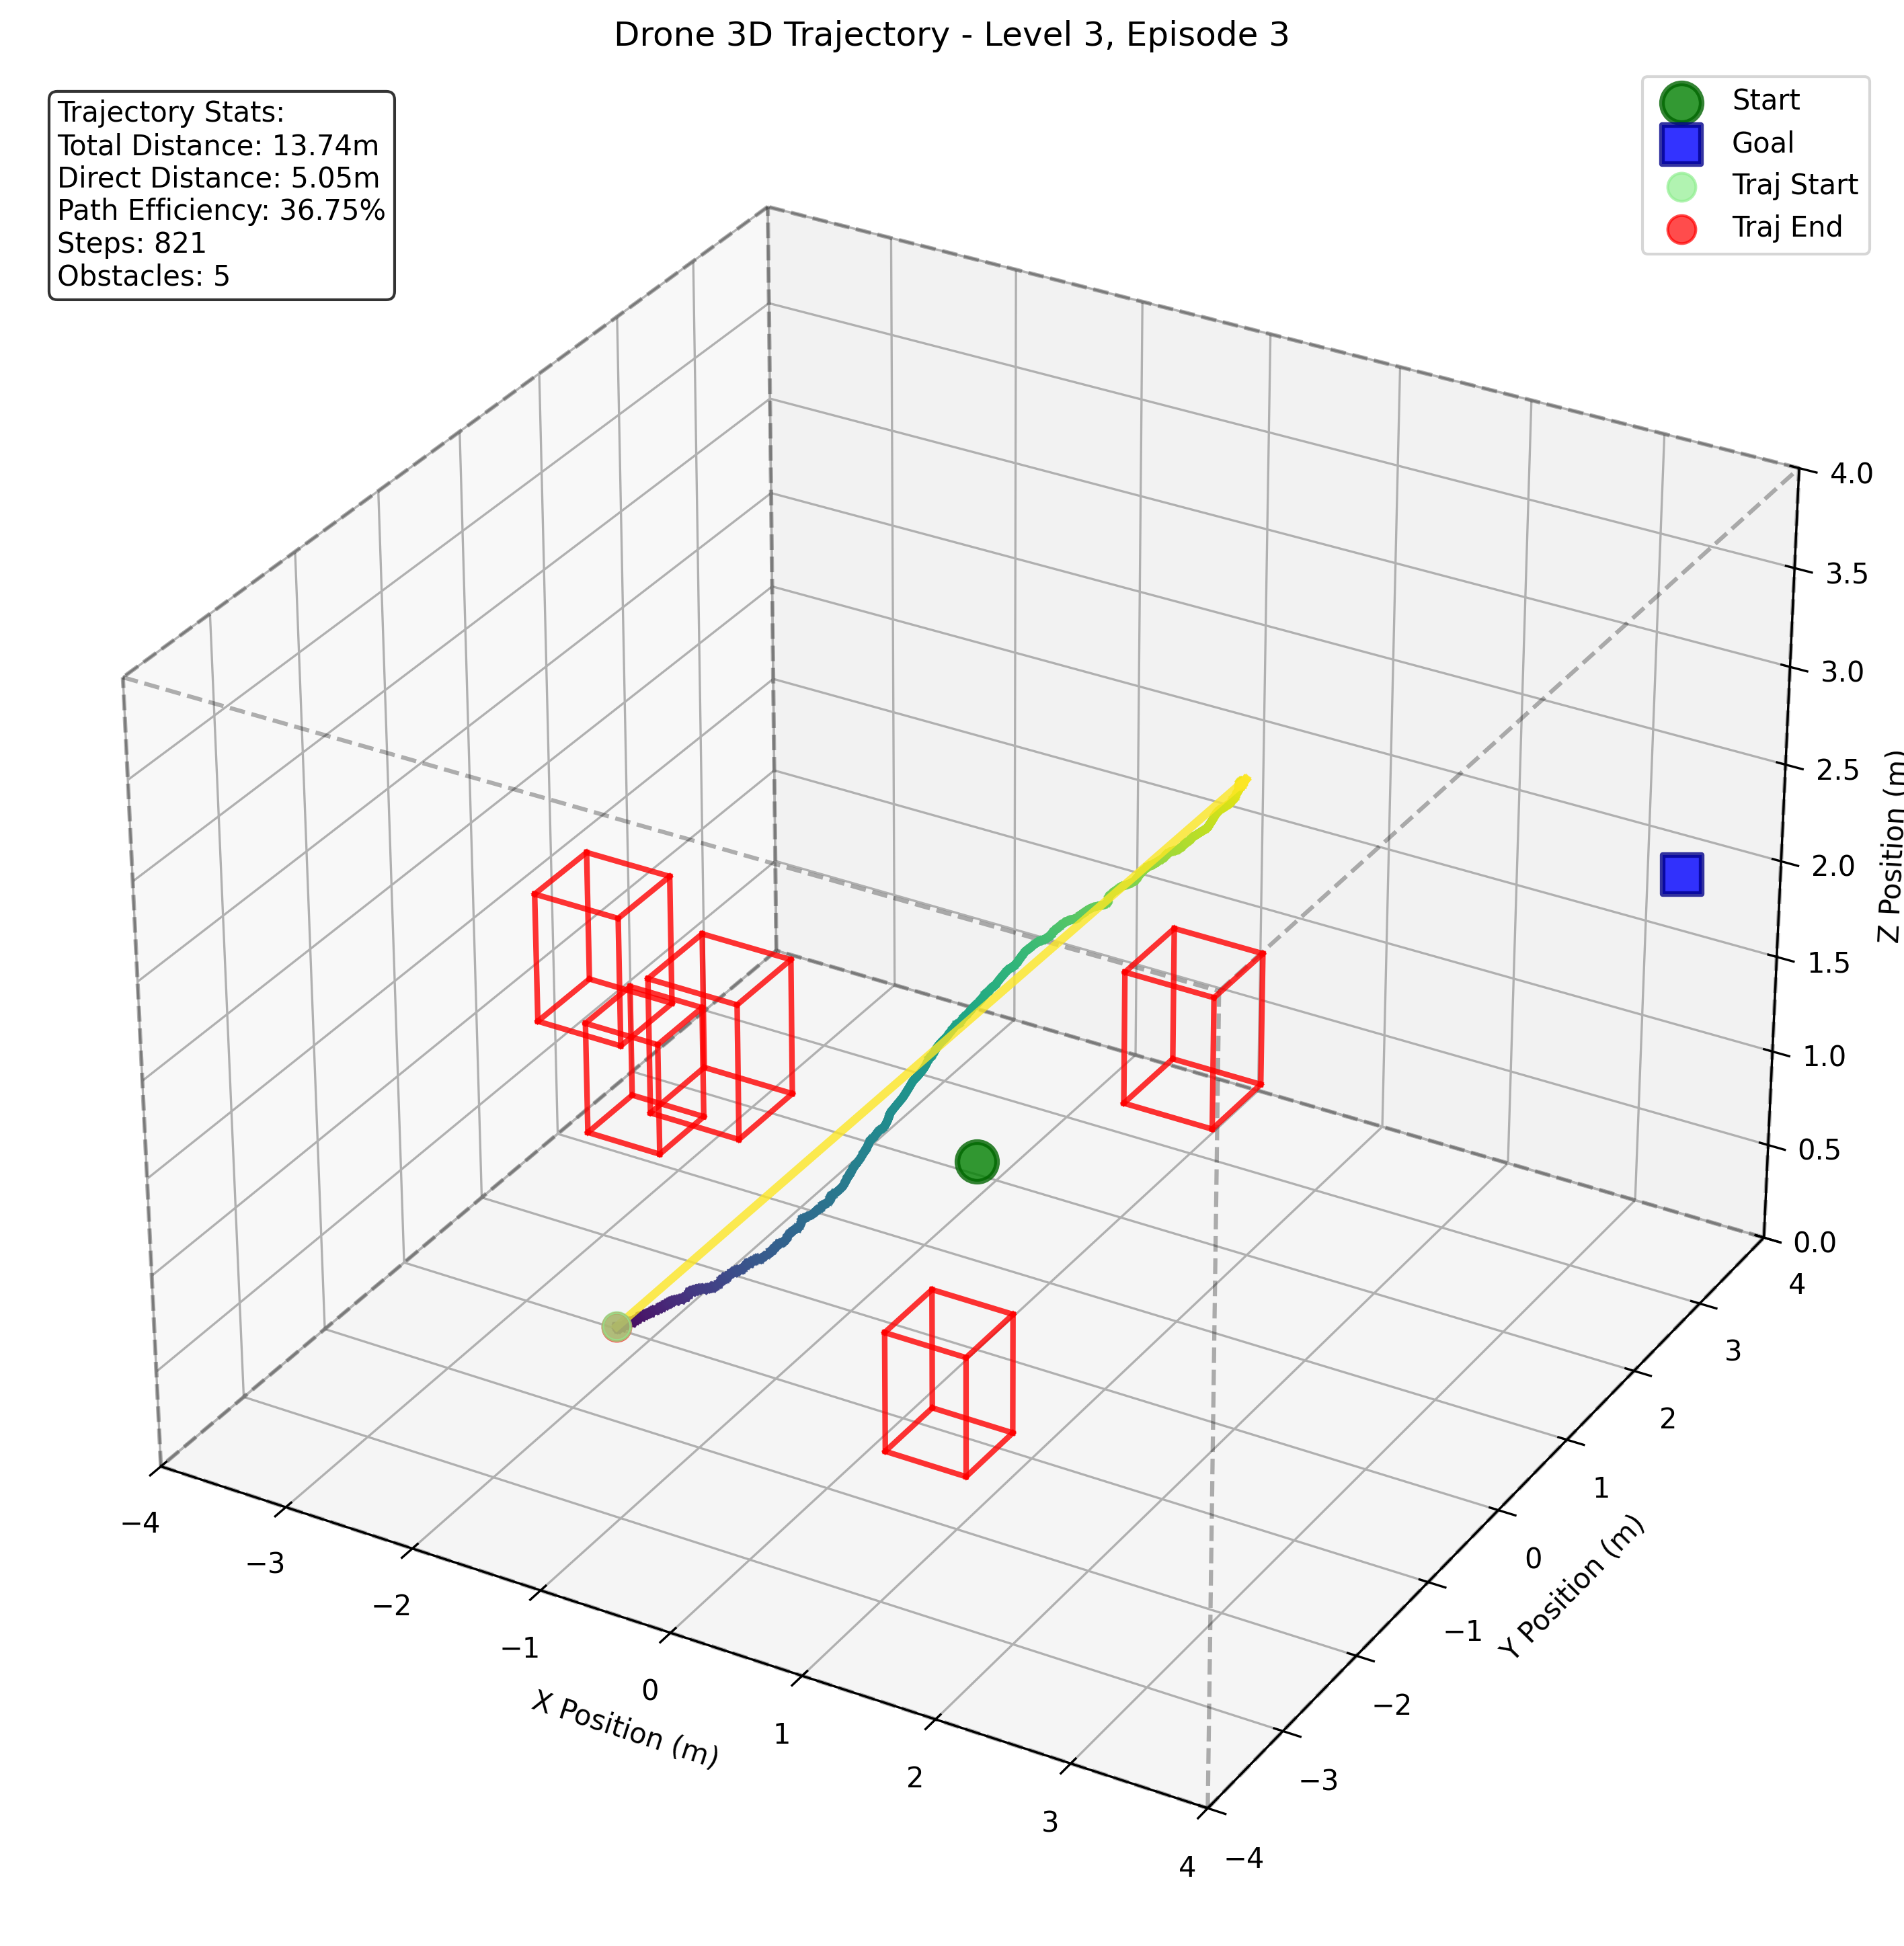 Drone 3D Trajectory - Level 3, Episode 3
Trajectory Stats:
Total Distance: 13.74m
Direct Distance: 5.05m
Path Efficiency: 36.75%
Steps: 821
Obstacles: 5
Start
Goal
Traj Start
Traj End
4.0
3.5
3.0
2.5
2.0
1.5
1.0
0.5
0.0
Z Position (m)
4
3
2
1
0
−1
−2
−3
−4
Y Position (m)
−4
−3
−2
−1
0
1
2
3
4
X Position (m)